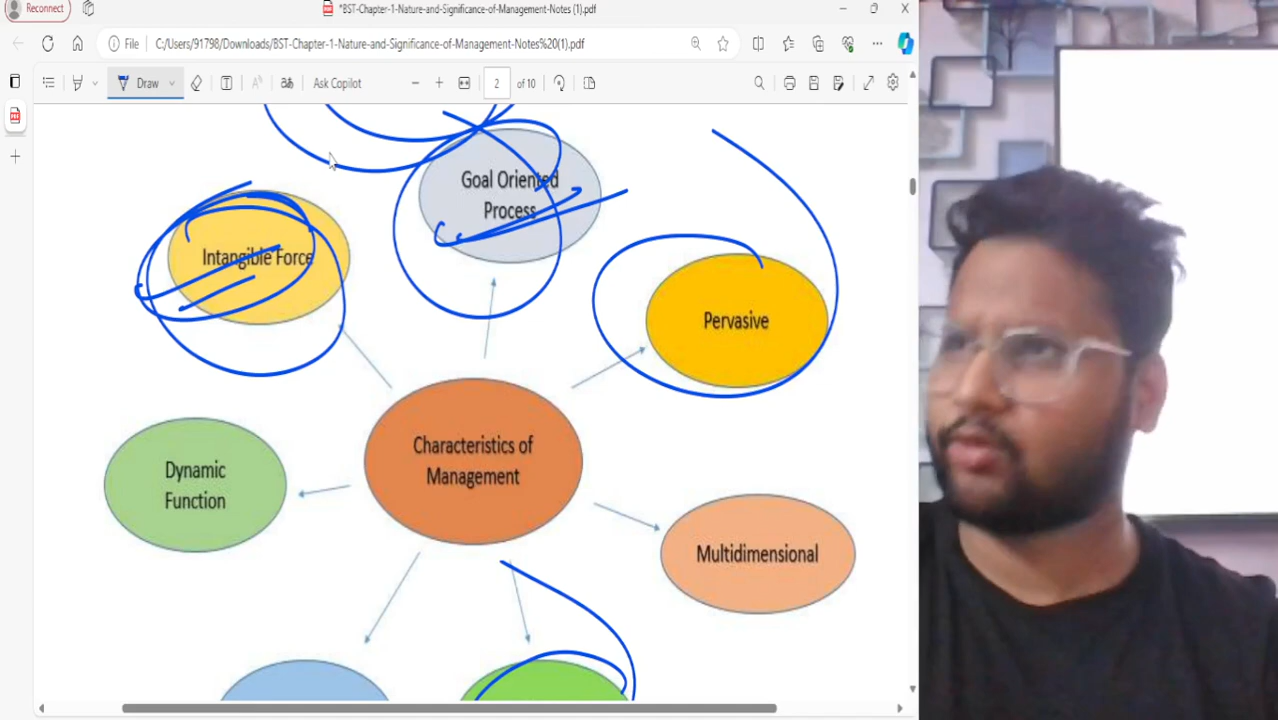 Reconnect
*BST-Chapter-1-Nature-and-Significance-of-Management-Notes (1).pdf
File
C:/Users/91798/Downloads/BST-Chapter-1-Nature-and-Significance-of-Management-Notes%20(1).pdf
Draw
Ask Copilot
2
of 10
Goal Oriented
Process
Intangible Force
Pervasive
Characteristics of
Management
Dynamic
Function
Multidimensional